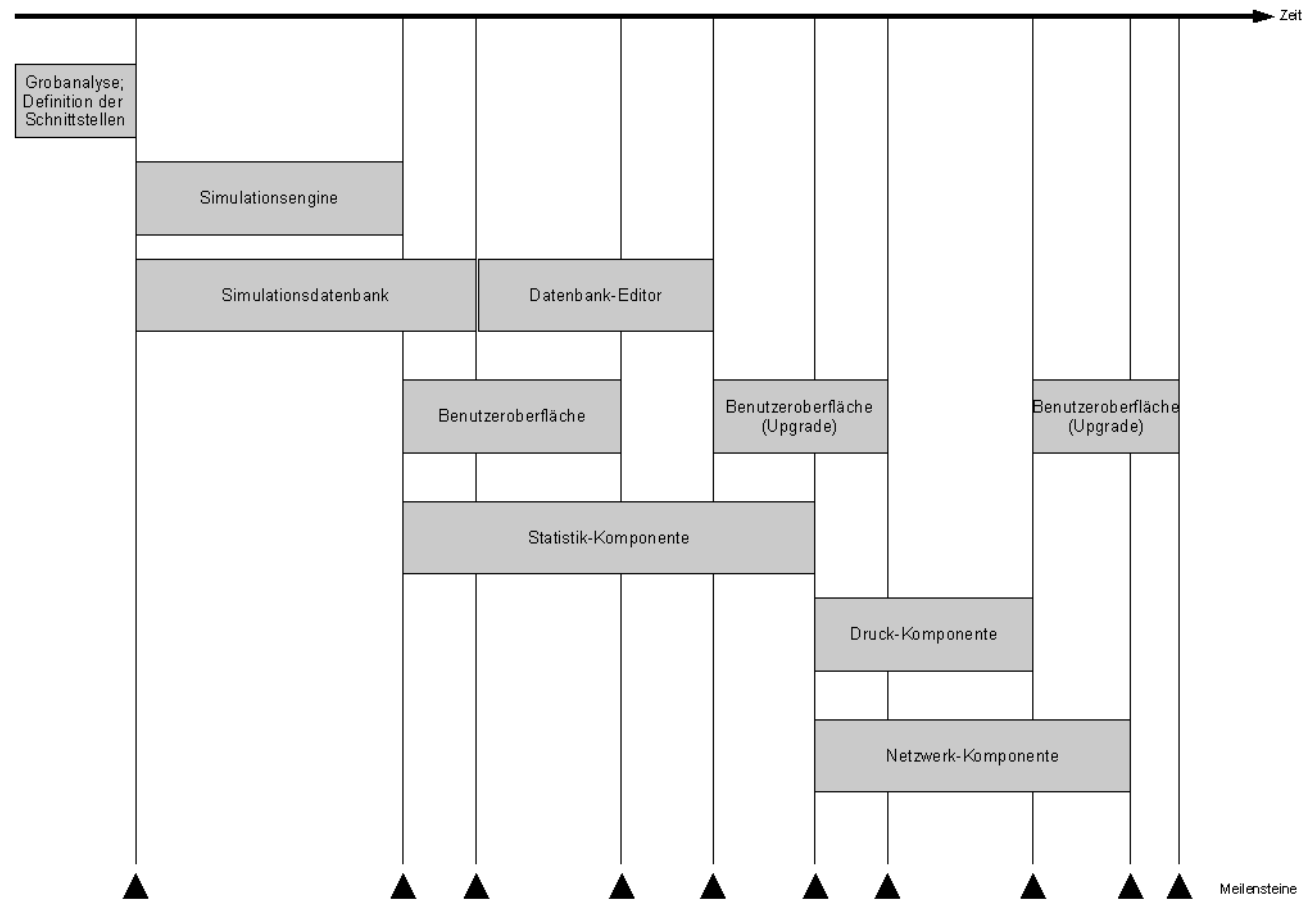 Zeit
Grobanalyse;
Definition der
Schnittstellen
Simulationsengine
Simulationsdatenbank
Datenbank-Editor
Benutzeroberfläche
Benutzeroberfläche
(Upgrade)
Benutzeroberfläche
(Upgrade)
Statistik-Komponente
Druck-Komponente
Netzwerk-Komponente
Meilensteine